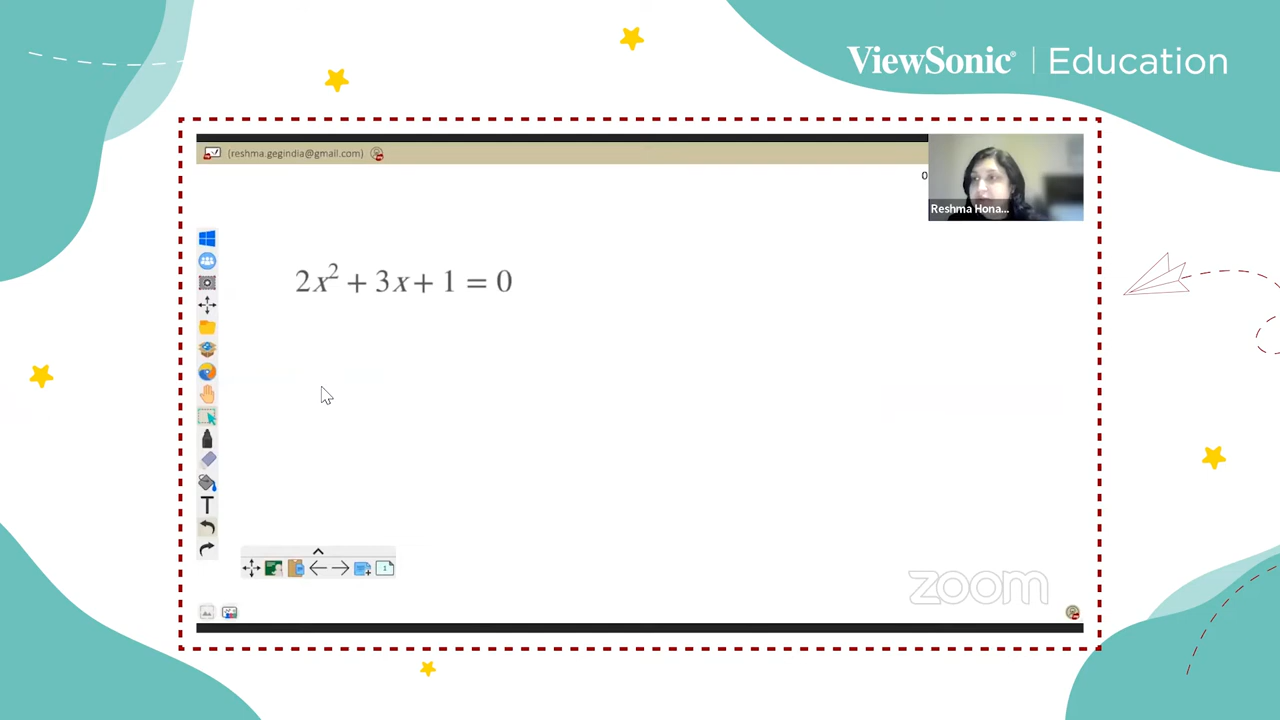 ViewSonic® | Education
(reshma.gegindia@gmail.com)
0
Reshma Hona...
2x² + 3x + 1 = 0
T
1
zoom